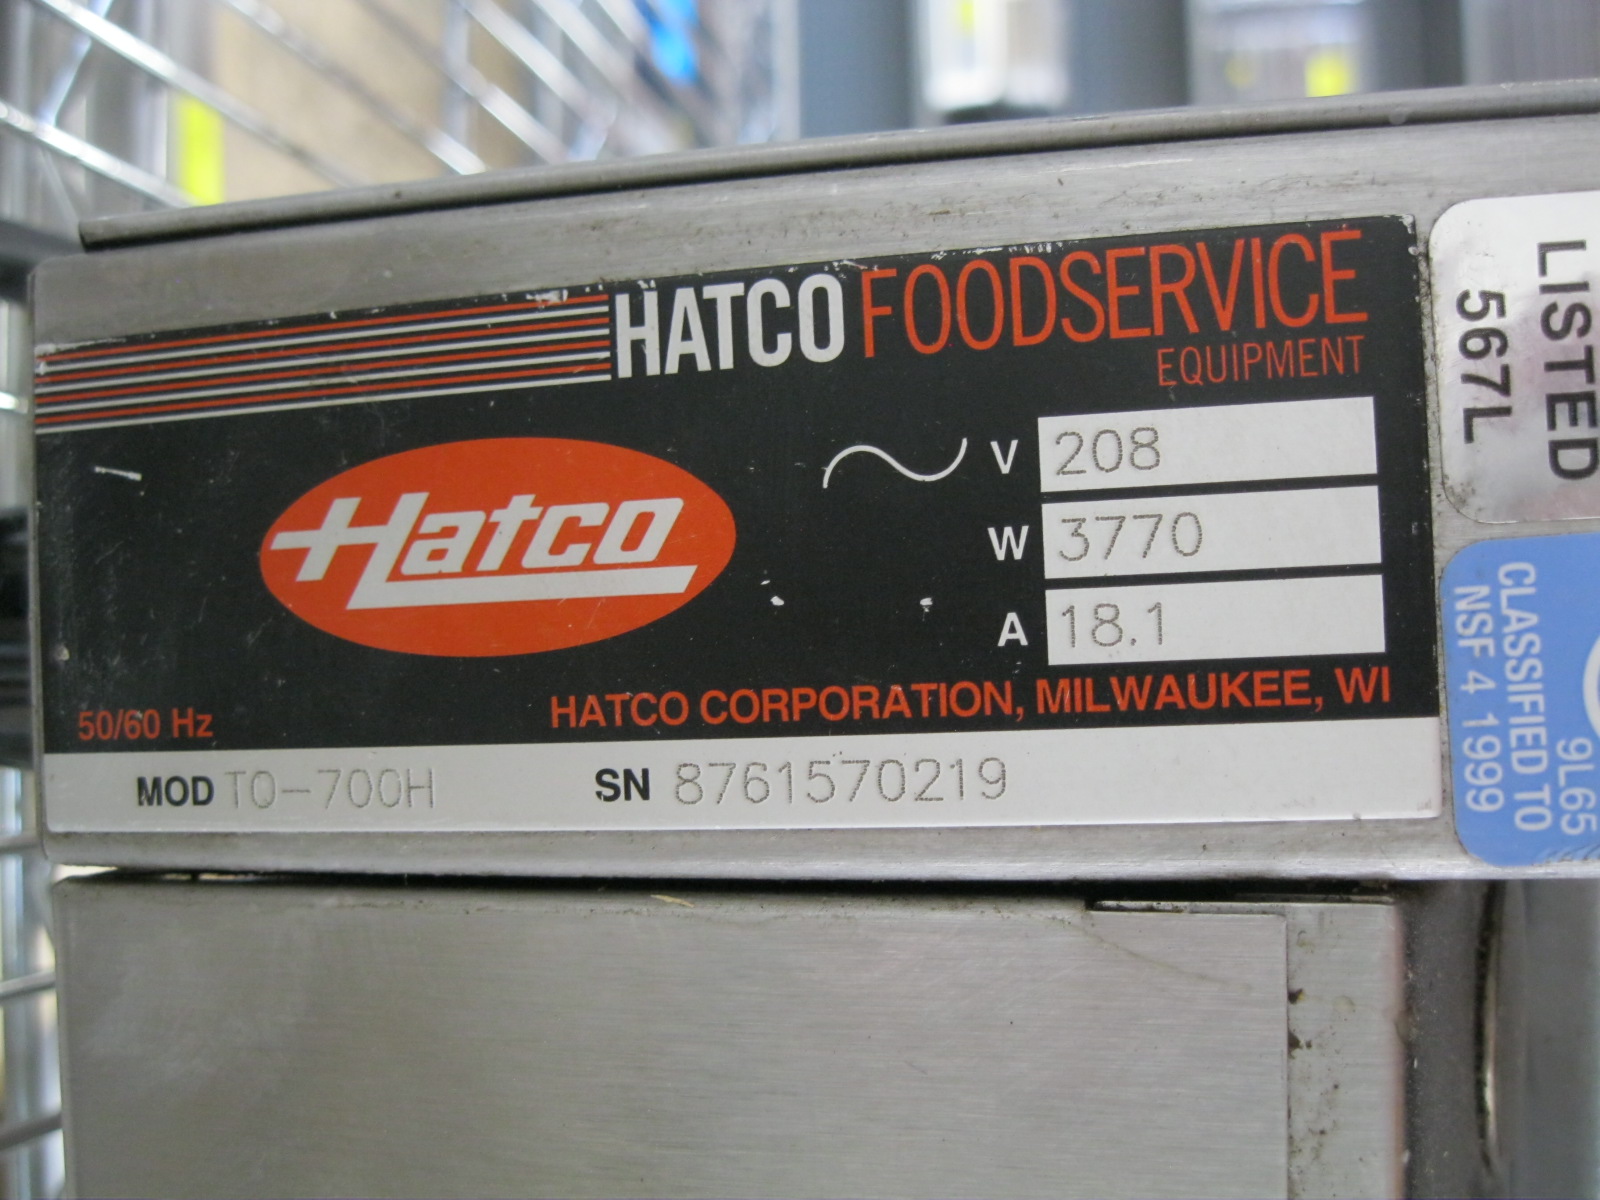 HATCO FOODSERVICE
EQUIPMENT
Hatco
V 208
W 3770
A 18.1
50/60 Hz
HATCO CORPORATION, MILWAUKEE, WI
MOD TO-700H SN 8761570219
LISTED
567L
9L65
CLASSIFIED TO
NSF 4 1999